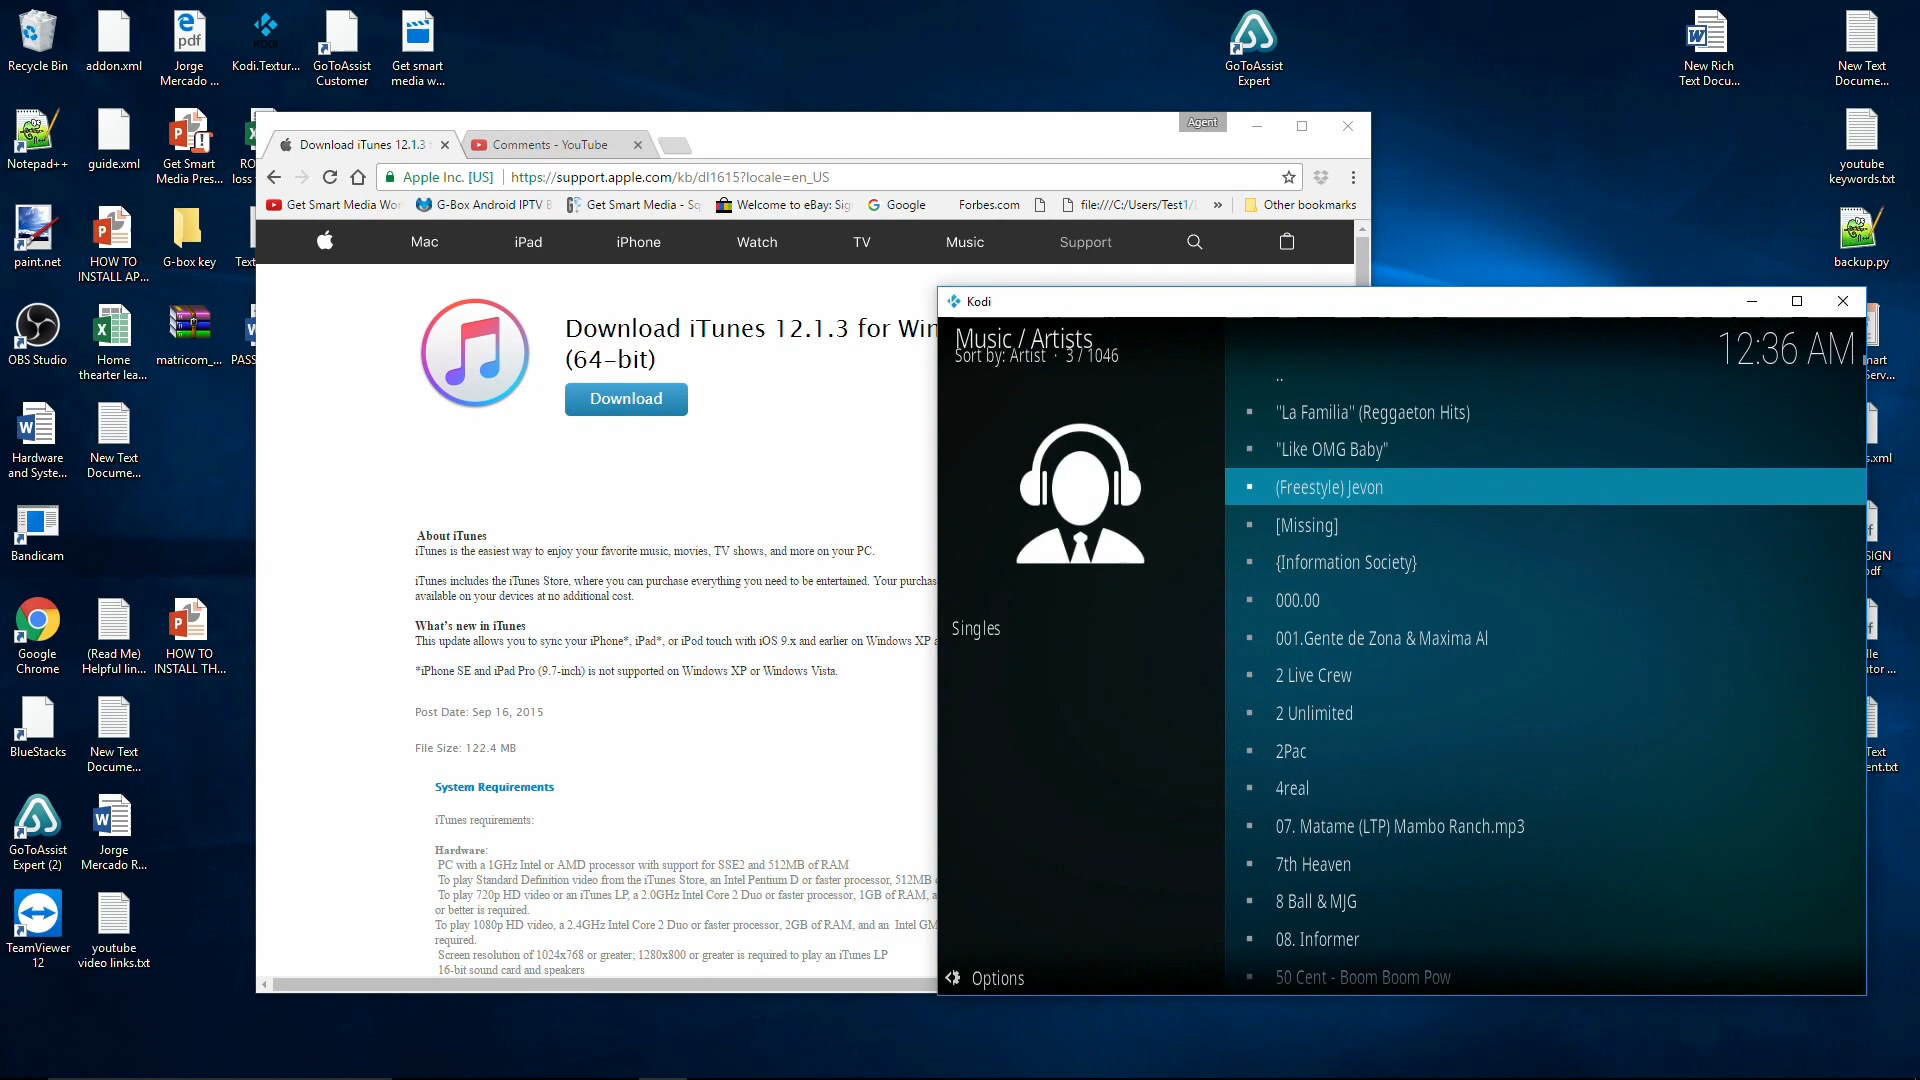 Recycle Bin
addon.xml
Jorge
Mercado ...
Kodi.Textur...
GoToAssist
Customer
Get smart
media w...
GoToAssist
Expert
New Rich
Text Docu...
New Text
Docume...
Notepad++
guide.xml
Get Smart
Media Pres...
RO
loss
youtube
keywords.txt
paint.net
HOW TO
INSTALL AP...
G-box key
Text
backup.py
OBS Studio
Home
thearter lea...
matricom_...
PASS
Hardware
and Syste...
New Text
Docume...
Bandicam
Google
Chrome
(Read Me)
Helpful lin...
HOW TO
INSTALL TH...
BlueStacks
New Text
Docume...
GoToAssist
Expert (2)
Jorge
Mercado R...
TeamViewer
12
youtube
video links.txt
Agent
Download iTunes 12.1.3
Comments - YouTube
Apple Inc. [US]
https://support.apple.com/kb/dl1615?locale=en_US
Get Smart Media Wor
G-Box Android IPTV B
Get Smart Media - Sq
Welcome to eBay: Sig
Google
Forbes.com
file:///C:/Users/Test1/
»
Other bookmarks
Mac
iPad
iPhone
Watch
TV
Music
Support
Download iTunes 12.1.3 for Win
(64-bit)
Download
About iTunes
iTunes is the easiest way to enjoy your favorite music, movies, TV shows, and more on your PC.
iTunes includes the iTunes Store, where you can purchase everything you need to be entertained. Your purchas
available on your devices at no additional cost.
What's new in iTunes
This update allows you to sync your iPhone*, iPad*, or iPod touch with iOS 9.x and earlier on Windows XP a
*iPhone SE and iPad Pro (9.7-inch) is not supported on Windows XP or Windows Vista.
Post Date: Sep 16, 2015
File Size: 122.4 MB
System Requirements
iTunes requirements:
Hardware:
PC with a 1GHz Intel or AMD processor with support for SSE2 and 512MB of RAM
To play Standard Definition video from the iTunes Store, an Intel Pentium D or faster processor, 512MB
To play 720p HD video or an iTunes LP, a 2.0GHz Intel Core 2 Duo or faster processor, 1GB of RAM, a
or better is required.
To play 1080p HD video, a 2.4GHz Intel Core 2 Duo or faster processor, 2GB of RAM, and an Intel GM
required.
Screen resolution of 1024x768 or greater; 1280x800 or greater is required to play an iTunes LP
16-bit sound card and speakers
Kodi
Music / Artists
Sort by: Artist · 3 / 1046
12:36 AM
..
"La Familia" (Reggaeton Hits)
"Like OMG Baby"
(Freestyle) Jevon
[Missing]
{Information Society}
000.00
001.Gente de Zona & Maxima Al
2 Live Crew
2 Unlimited
2Pac
4real
07. Matame (LTP) Mambo Ranch.mp3
7th Heaven
8 Ball & MJG
08. Informer
50 Cent - Boom Boom Pow
Singles
Options
mart
Serv...
s.xml
SIGN
odf
lle
ator ...
Text
ent.txt